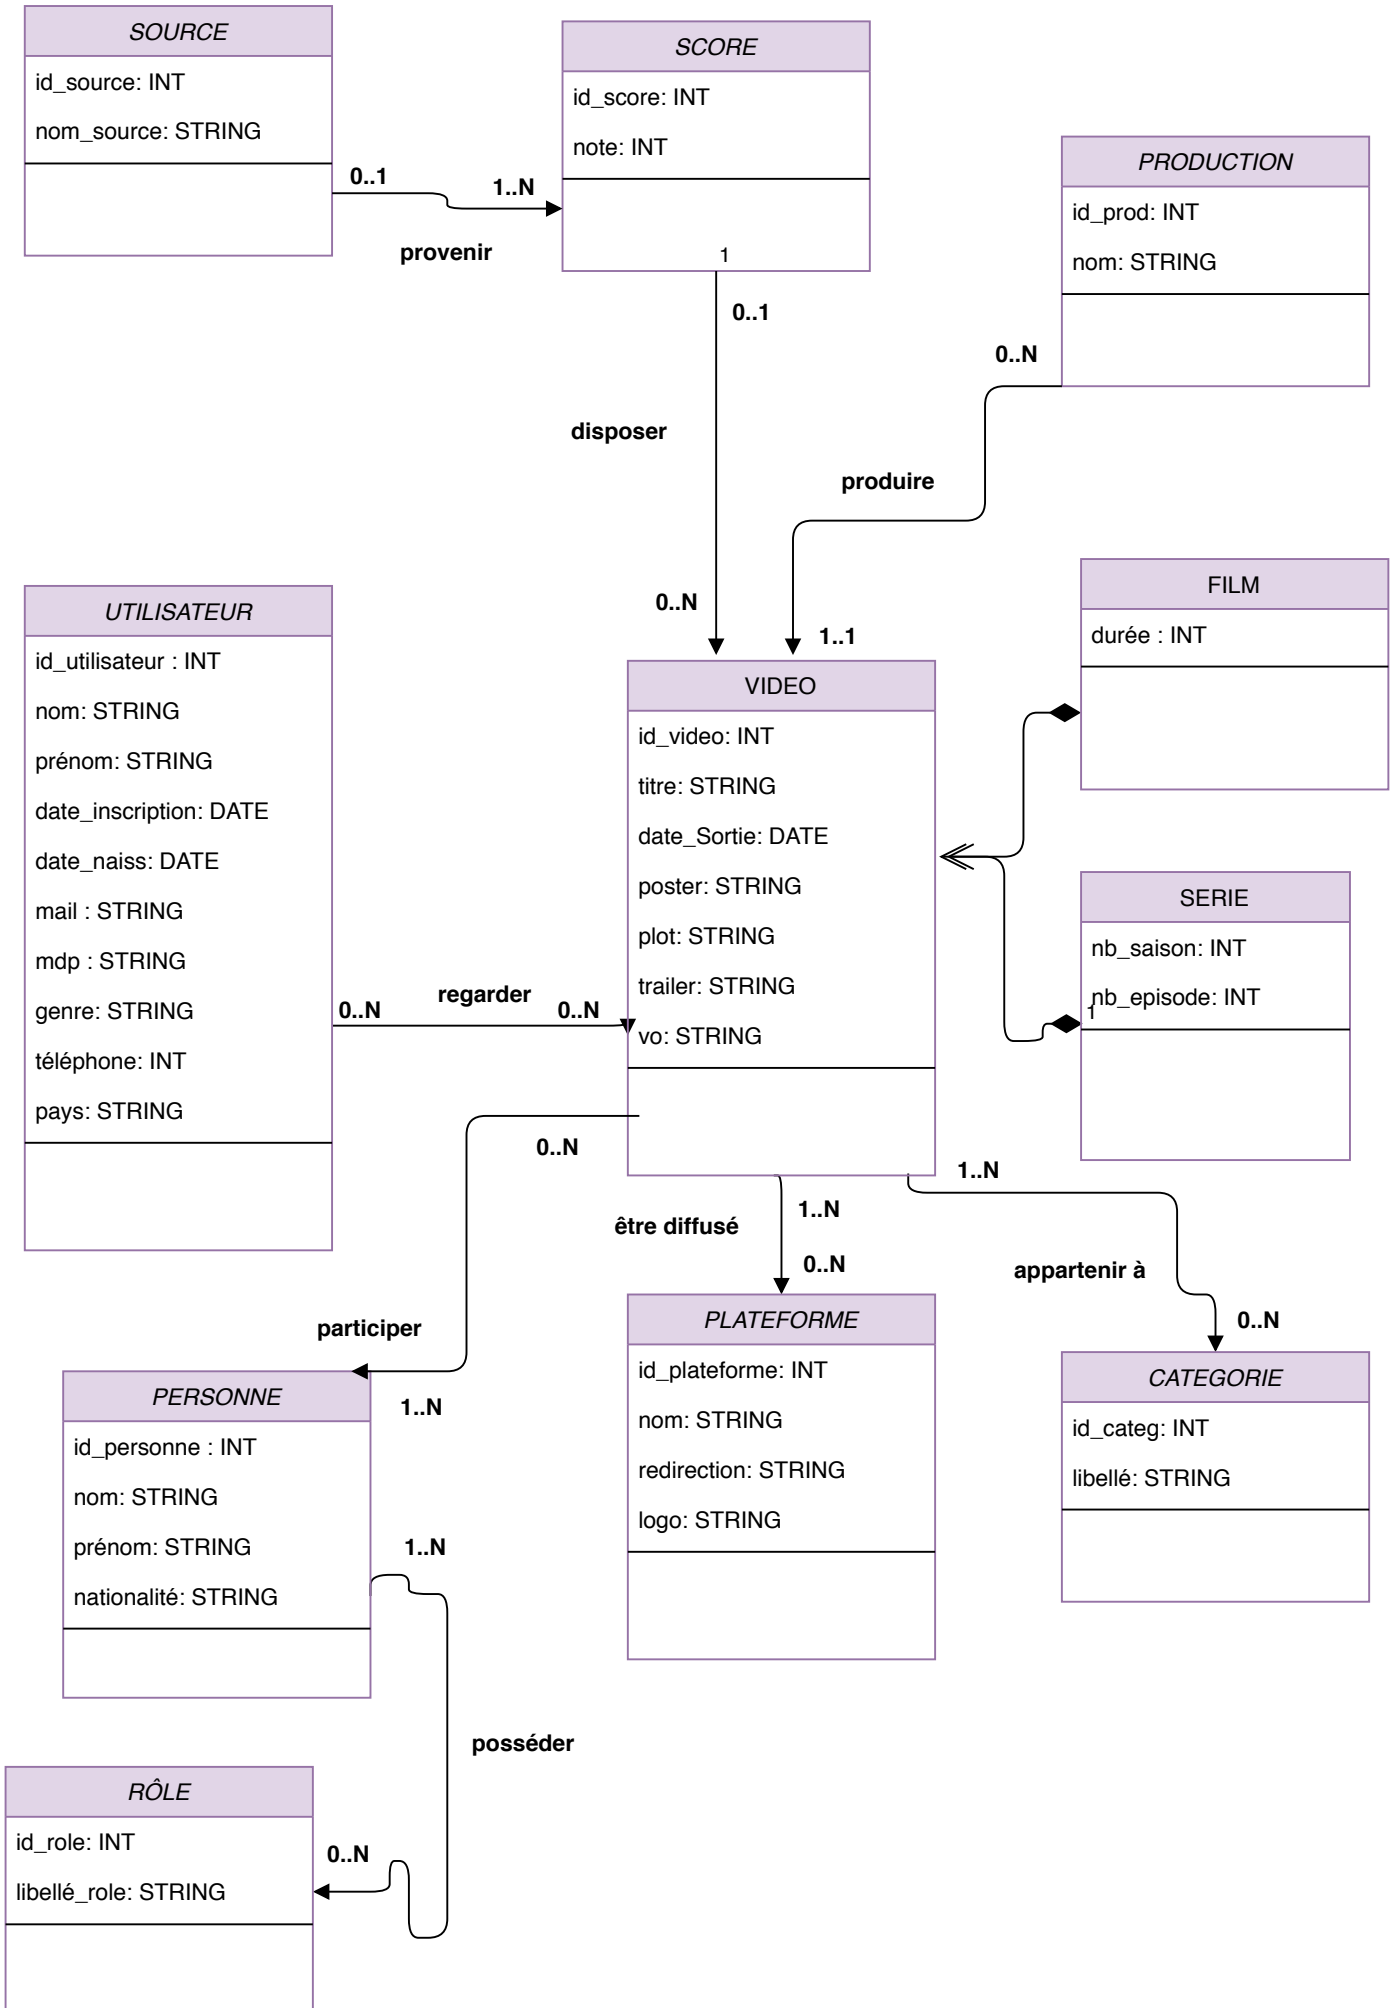 SOURCE
id_source: INT
nom_source: STRING
0..1
1..N
provenir
SCORE
id_score: INT
note: INT
1
0..1
disposer
0..N
PRODUCTION
id_prod: INT
nom: STRING
0..N
produire
1..1
UTILISATEUR
id_utilisateur : INT
nom: STRING
prénom: STRING
date_inscription: DATE
date_naiss: DATE
mail : STRING
mdp : STRING
genre: STRING
téléphone: INT
pays: STRING
0..N
regarder
0..N
VIDEO
id_video: INT
titre: STRING
date_Sortie: DATE
poster: STRING
plot: STRING
trailer: STRING
vo: STRING
FILM
durée : INT
SERIE
nb_saison: INT
nb_episode: INT
1
0..N
participer
1..N
être diffusé
1..N
0..N
1..N
appartenir à
0..N
PERSONNE
id_personne : INT
nom: STRING
prénom: STRING
nationalité: STRING
1..N
posséder
0..N
PLATEFORME
id_plateforme: INT
nom: STRING
redirection: STRING
logo: STRING
CATEGORIE
id_categ: INT
libellé: STRING
RÔLE
id_role: INT
libellé_role: STRING